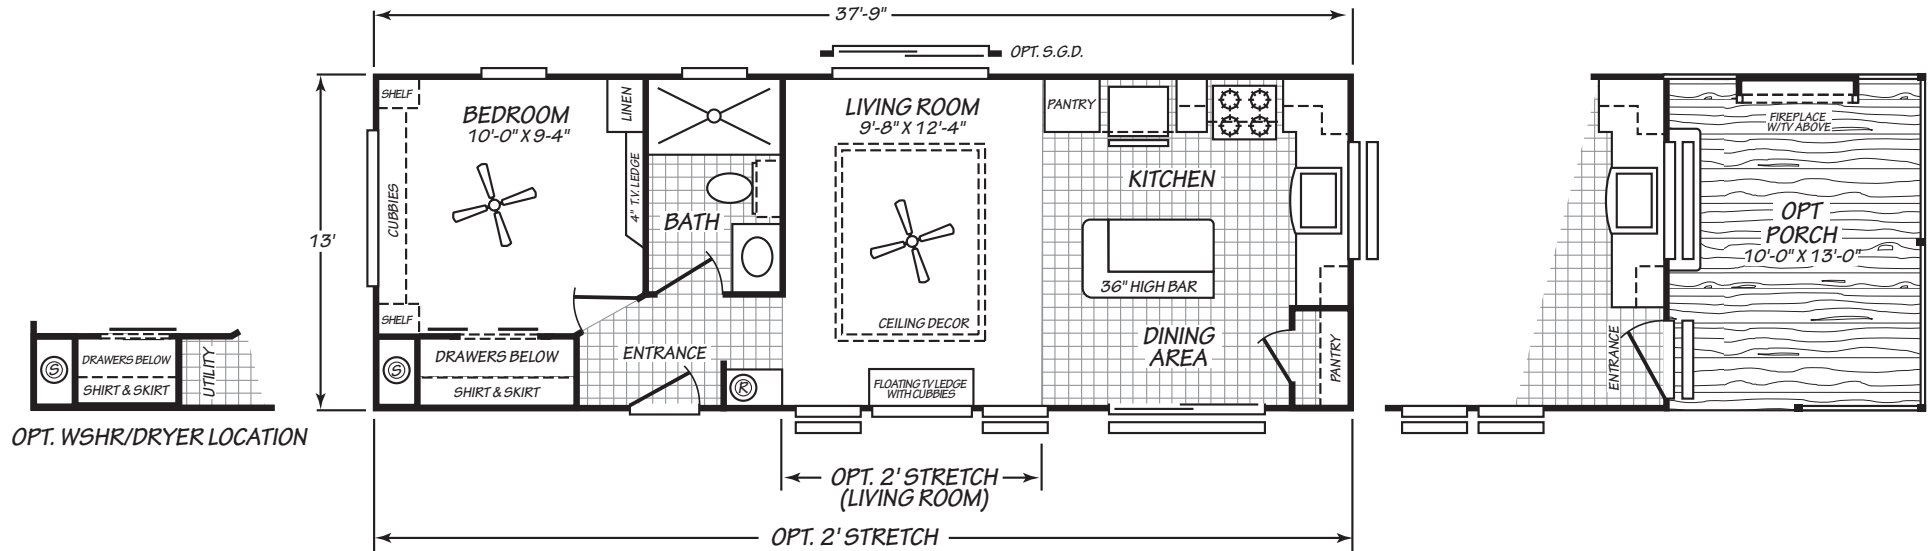 37'-9"
OPT. S.G.D.
SHELF
BEDROOM
10'-0" X 9-4"
LINEN
CUBBIES
4" T.V. LEDGE
SHELF
13'
BATH
LIVING ROOM
9'-8" X 12'-4"
CEILING DECOR
PANTRY
KITCHEN
36" HIGH BAR
DINING
AREA
PANTRY
ENTRANCE
S
DRAWERS BELOW
SHIRT & SKIRT
R
FLOATING TV LEDGE
WITH CUBBIES
S
DRAWERS BELOW
SHIRT & SKIRT
UTILITY
OPT. WSHR/DRYER LOCATION
FIREPLACE
W/TV ABOVE
OPT
PORCH
10'-0" X 13'-0"
ENTRANCE
OPT. 2' STRETCH
(LIVING ROOM)
OPT. 2' STRETCH